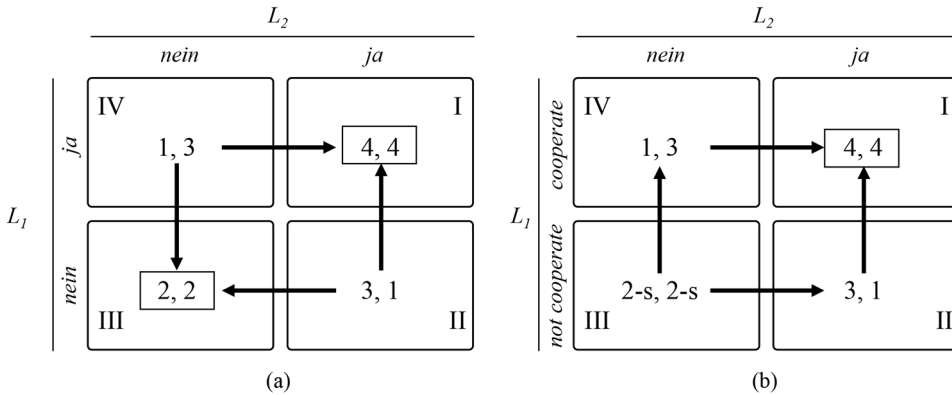 L2
nein ja
L1
ja
nein
IV
1, 3
I
4, 4
2, 2
III
3, 1
II
(a)
L2
nein ja
L1
cooperate
not cooperate
IV
1, 3
I
4, 4
2-s, 2-s
III
3, 1
II
(b)